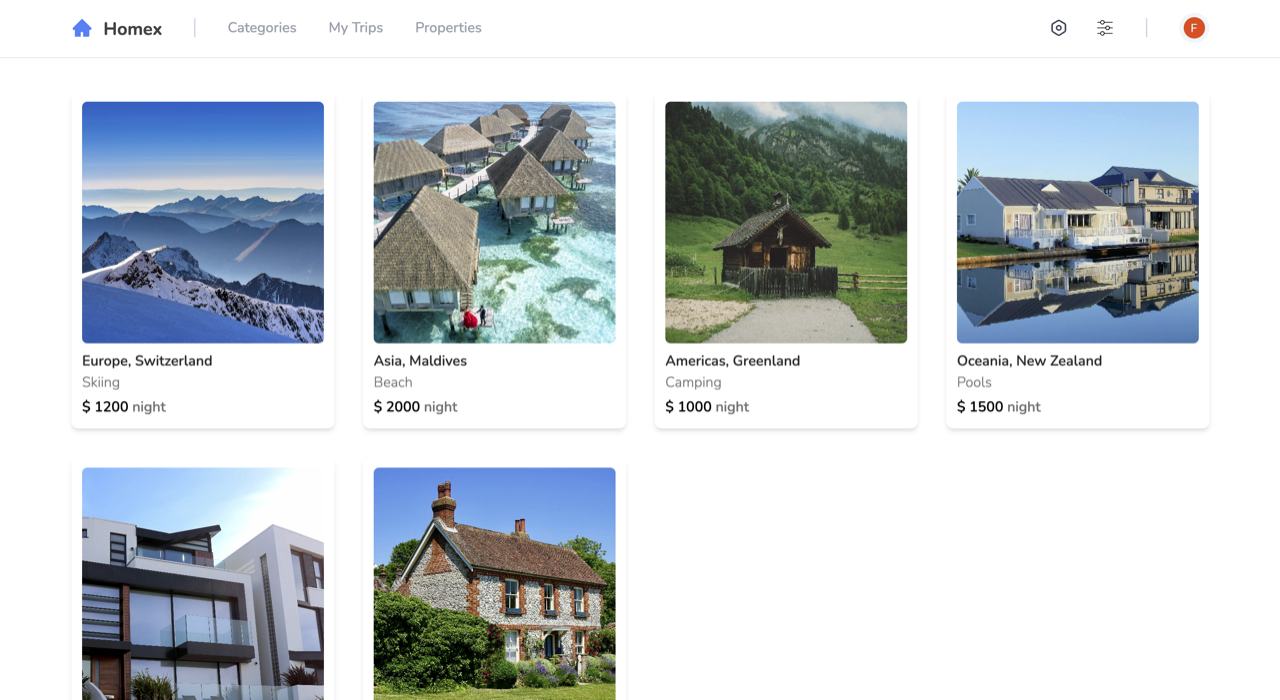 Homex
Categories
My Trips
Properties
F
Europe, Switzerland
Skiing
$ 1200 night
Asia, Maldives
Beach
$ 2000 night
Americas, Greenland
Camping
$ 1000 night
Oceania, New Zealand
Pools
$ 1500 night